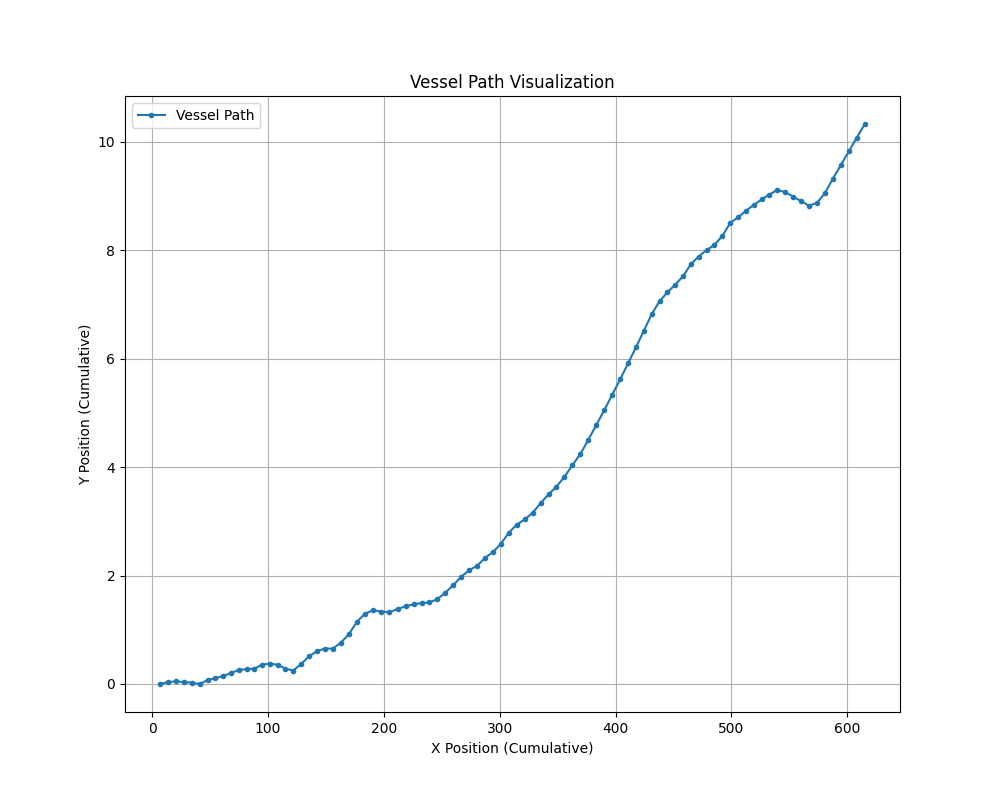 Vessel Path Visualization
Vessel Path
Y Position (Cumulative)
10
8
6
4
2
0
0 100 200 300 400 500 600
X Position (Cumulative)